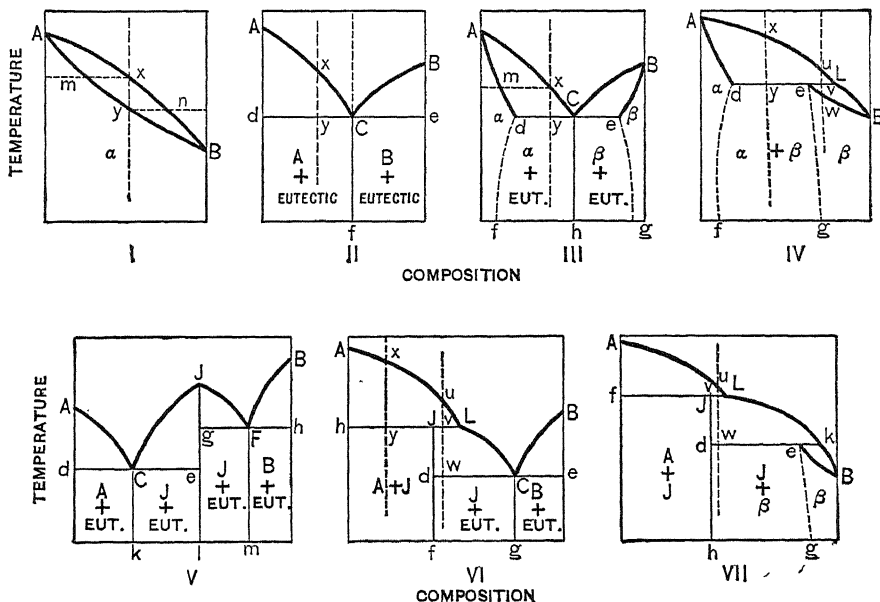 TEMPERATURE
A m x y n B α
I
A x B d y C e A + EUTECTIC B + EUTECTIC f
II
A m x C B α d y e β α + EUT. β + EUT. f h g
III
A x u L α d y e v w B α + β β f g
IV
COMPOSITION
TEMPERATURE
A J B C F d e g h A + EUT. J + EUT. J + EUT. B + EUT. k l m
V
A x u h y J v L B d w C e A+J J + EUT. B + EUT. f g
VI
A f v u L J d w e k B A + J J + β β h g
VII
COMPOSITION